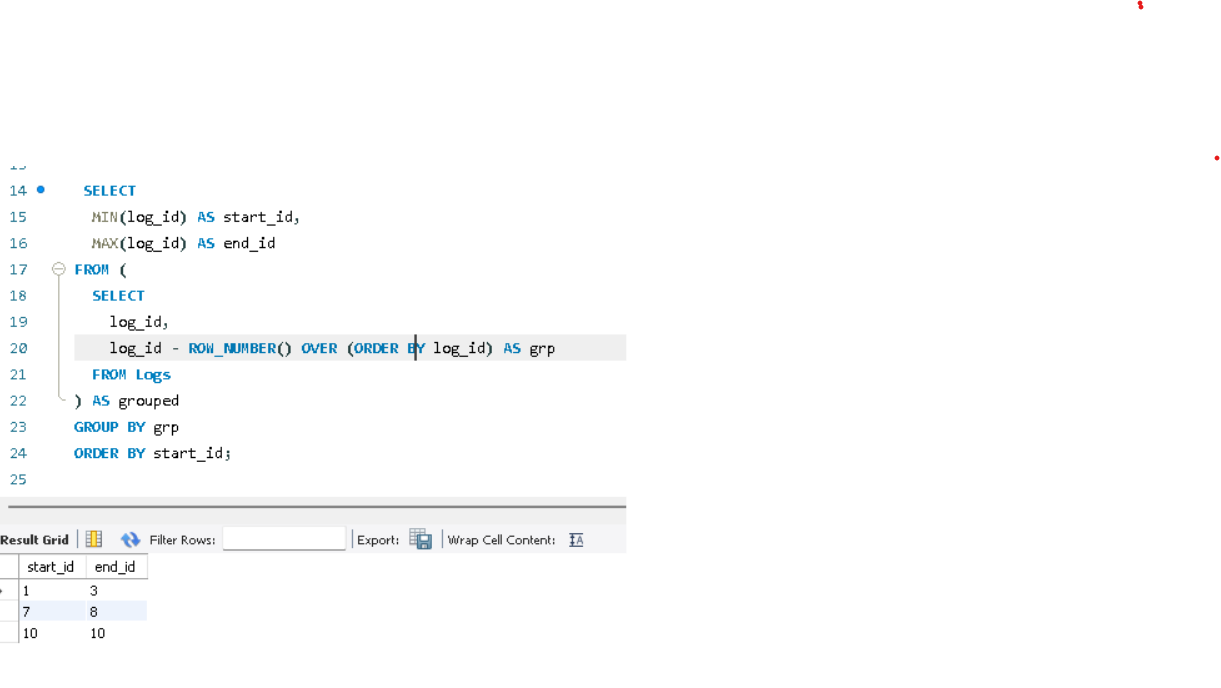 14 SELECT
15 MIN(log_id) AS start_id,
16 MAX(log_id) AS end_id
17 FROM (
18 SELECT
19 log_id,
20 log_id - ROW_NUMBER() OVER (ORDER BY log_id) AS grp
21 FROM Logs
22 ) AS grouped
23 GROUP BY grp
24 ORDER BY start_id;
25
Result Grid Filter Rows: Export: Wrap Cell Content:
start_id end_id
1 3
7 8
10 10